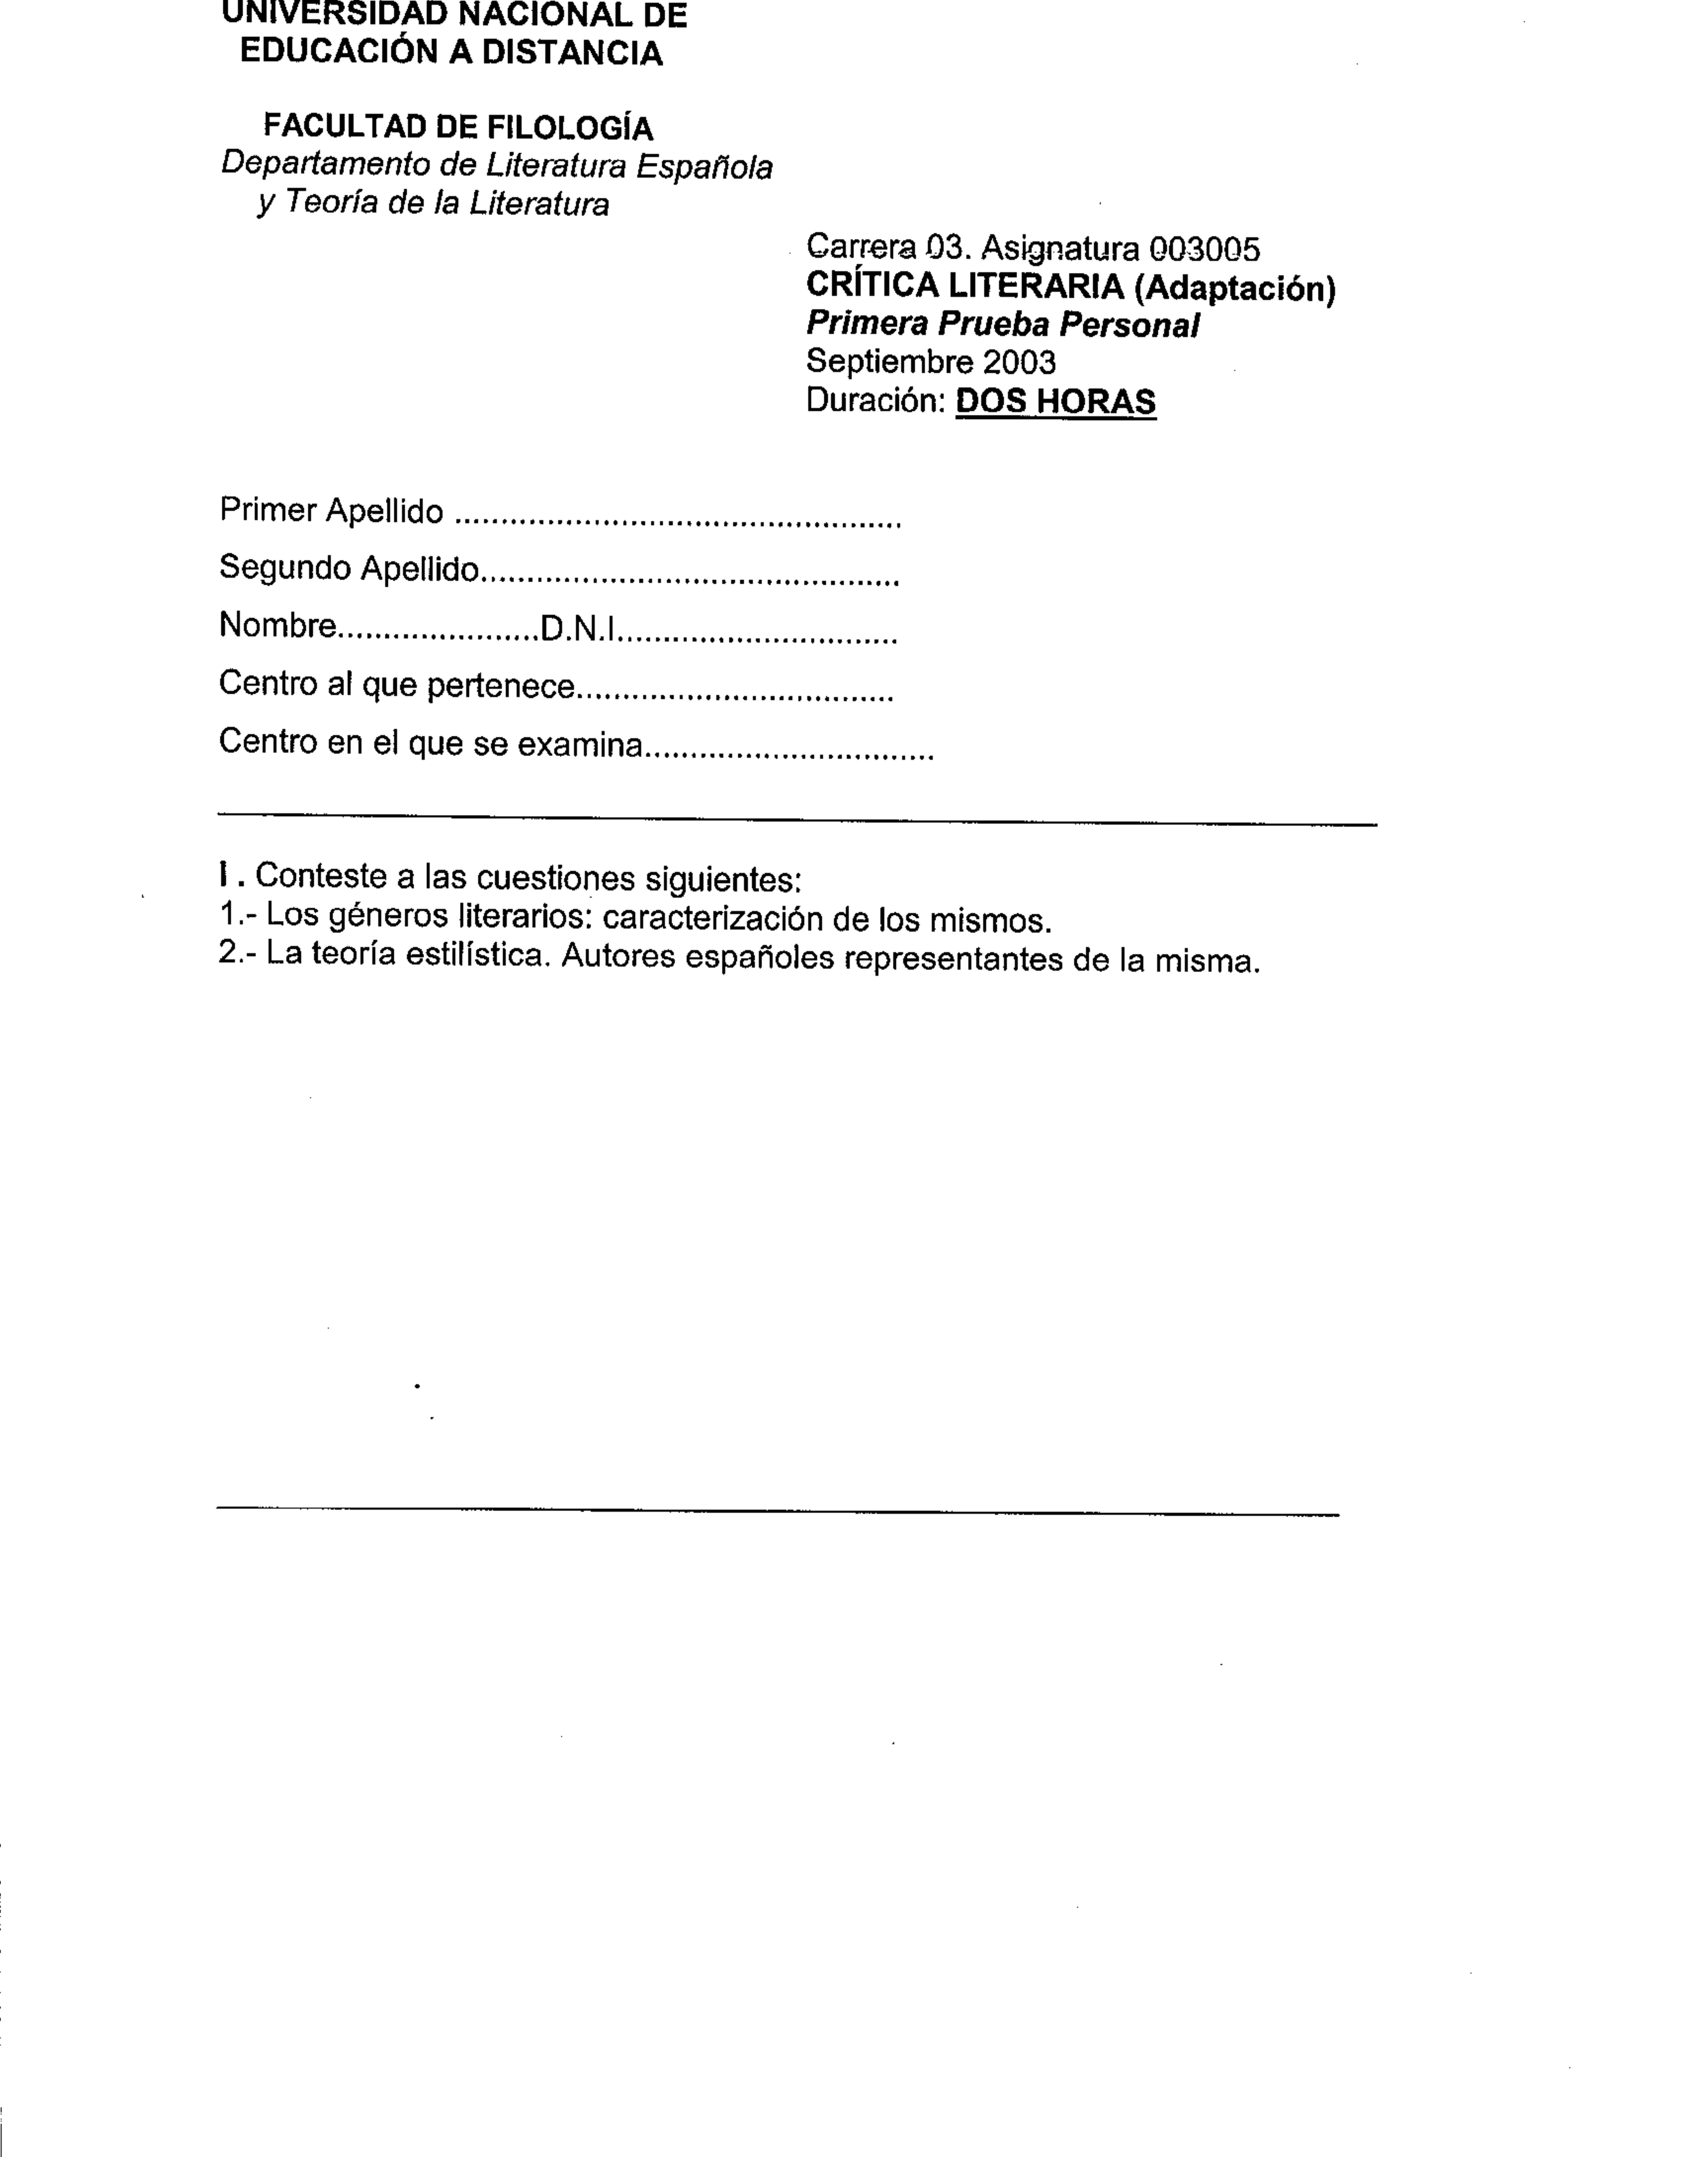 UNIVERSIDAD NACIONAL DE
EDUCACIÓN A DISTANCIA
FACULTAD DE FILOLOGÍA
Departamento de Literatura Española
y Teoría de la Literatura
Carrera 03. Asignatura 003005
CRÍTICA LITERARIA (Adaptación)
Primera Prueba Personal
Septiembre 2003
Duración: DOS HORAS
Primer Apellido ................................................
Segundo Apellido.............................................
Nombre......................D.N.I..............................
Centro al que pertenece..................................
Centro en el que se examina...............................
I . Conteste a las cuestiones siguientes:
1.- Los géneros literarios: caracterización de los mismos.
2.- La teoría estilística. Autores españoles representantes de la misma.